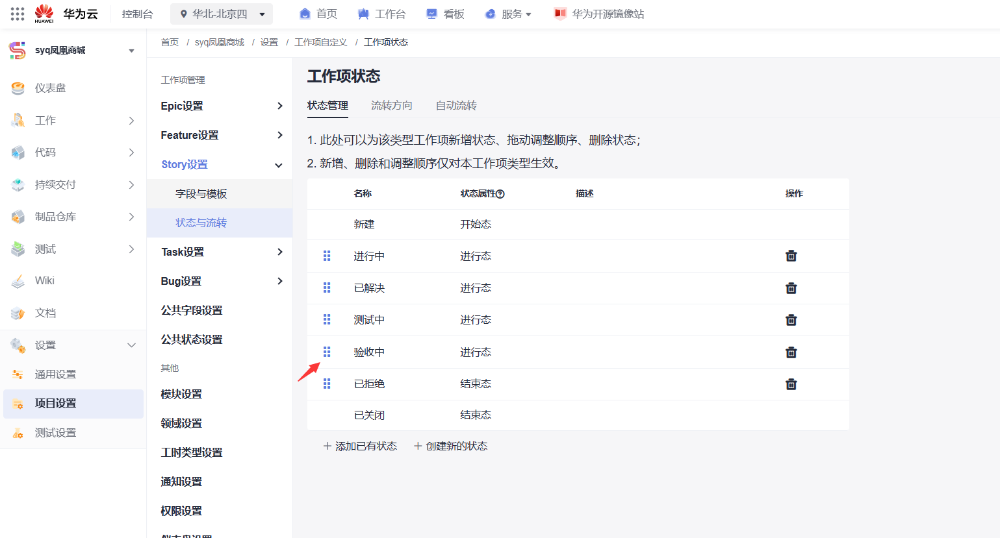 HUAWEI
华为云
控制台
华北-北京四
首页
工作台
看板
服务
华为开源镜像站
syq凤凰商城
仪表盘
工作
代码
持续交付
制品仓库
测试
Wiki
文档
设置
通用设置
项目设置
测试设置
首页 / syq凤凰商城 / 设置 / 工作项自定义 / 工作项状态
工作项管理
Epic设置
Feature设置
Story设置
字段与模板
状态与流转
Task设置
Bug设置
公共字段设置
公共状态设置
其他
模块设置
领域设置
工时类型设置
通知设置
权限设置
仪表盘设置
工作项状态
状态管理 流转方向 自动流转
1. 此处可以为该类型工作项新增状态、拖动调整顺序、删除状态；
2. 新增、删除和调整顺序仅对本工作项类型生效。
名称 状态属性 描述 操作
新建 开始态
进行中 进行态
已解决 进行态
测试中 进行态
验收中 进行态
已拒绝 结束态
已关闭 结束态
添加已有状态 创建新的状态